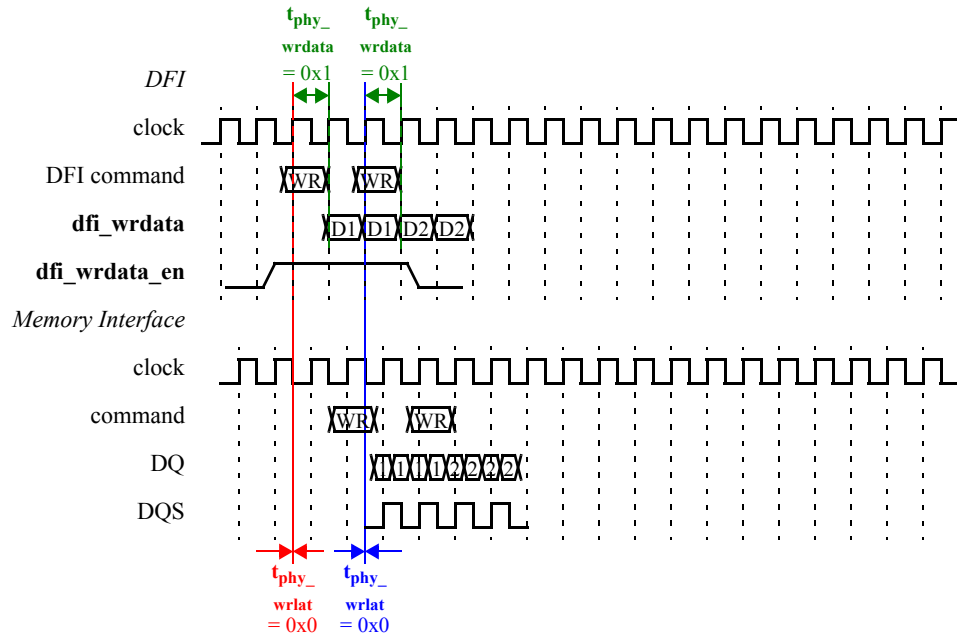 tphy_ tphy_
wrdata wrdata
= 0x1 = 0x1
DFI
clock
DFI command WR WR
dfi_wrdata D1 D1 D2 D2
dfi_wrdata_en
Memory Interface
clock
command WR WR
DQ 1 1 1 1 2 2 2 2
DQS
tphy_ tphy_
wrlat wrlat
= 0x0 = 0x0